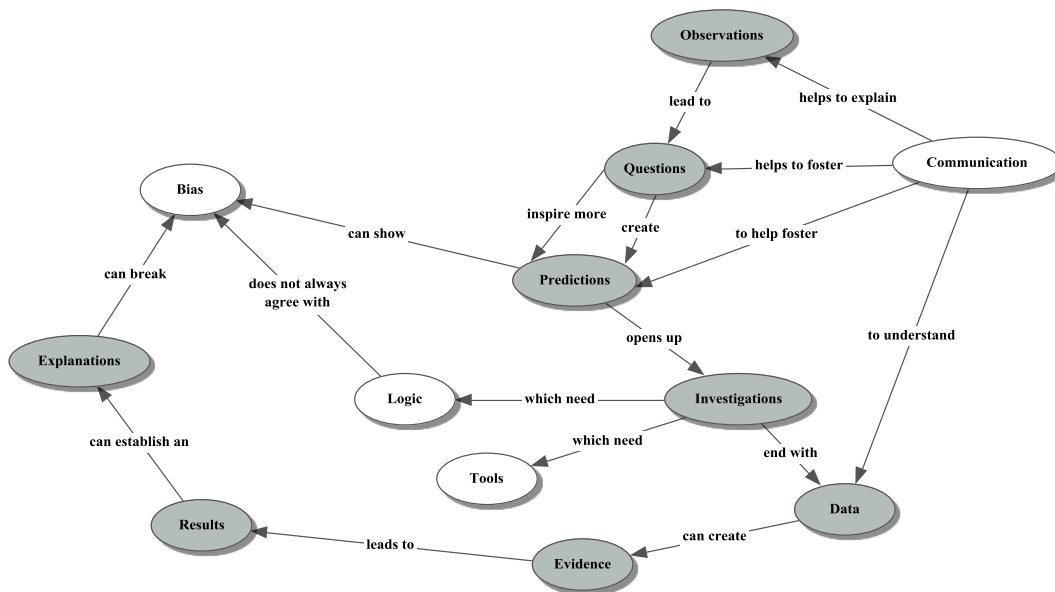 Observations
helps to explain
lead to
Communication
helps to foster
Questions
Bias
inspire more
create
to help foster
can show
can break
does not always
agree with
Predictions
opens up
to understand
Explanations
Logic
which need
Investigations
can establish an
which need
end with
Tools
Data
Results
leads to
can create
Evidence